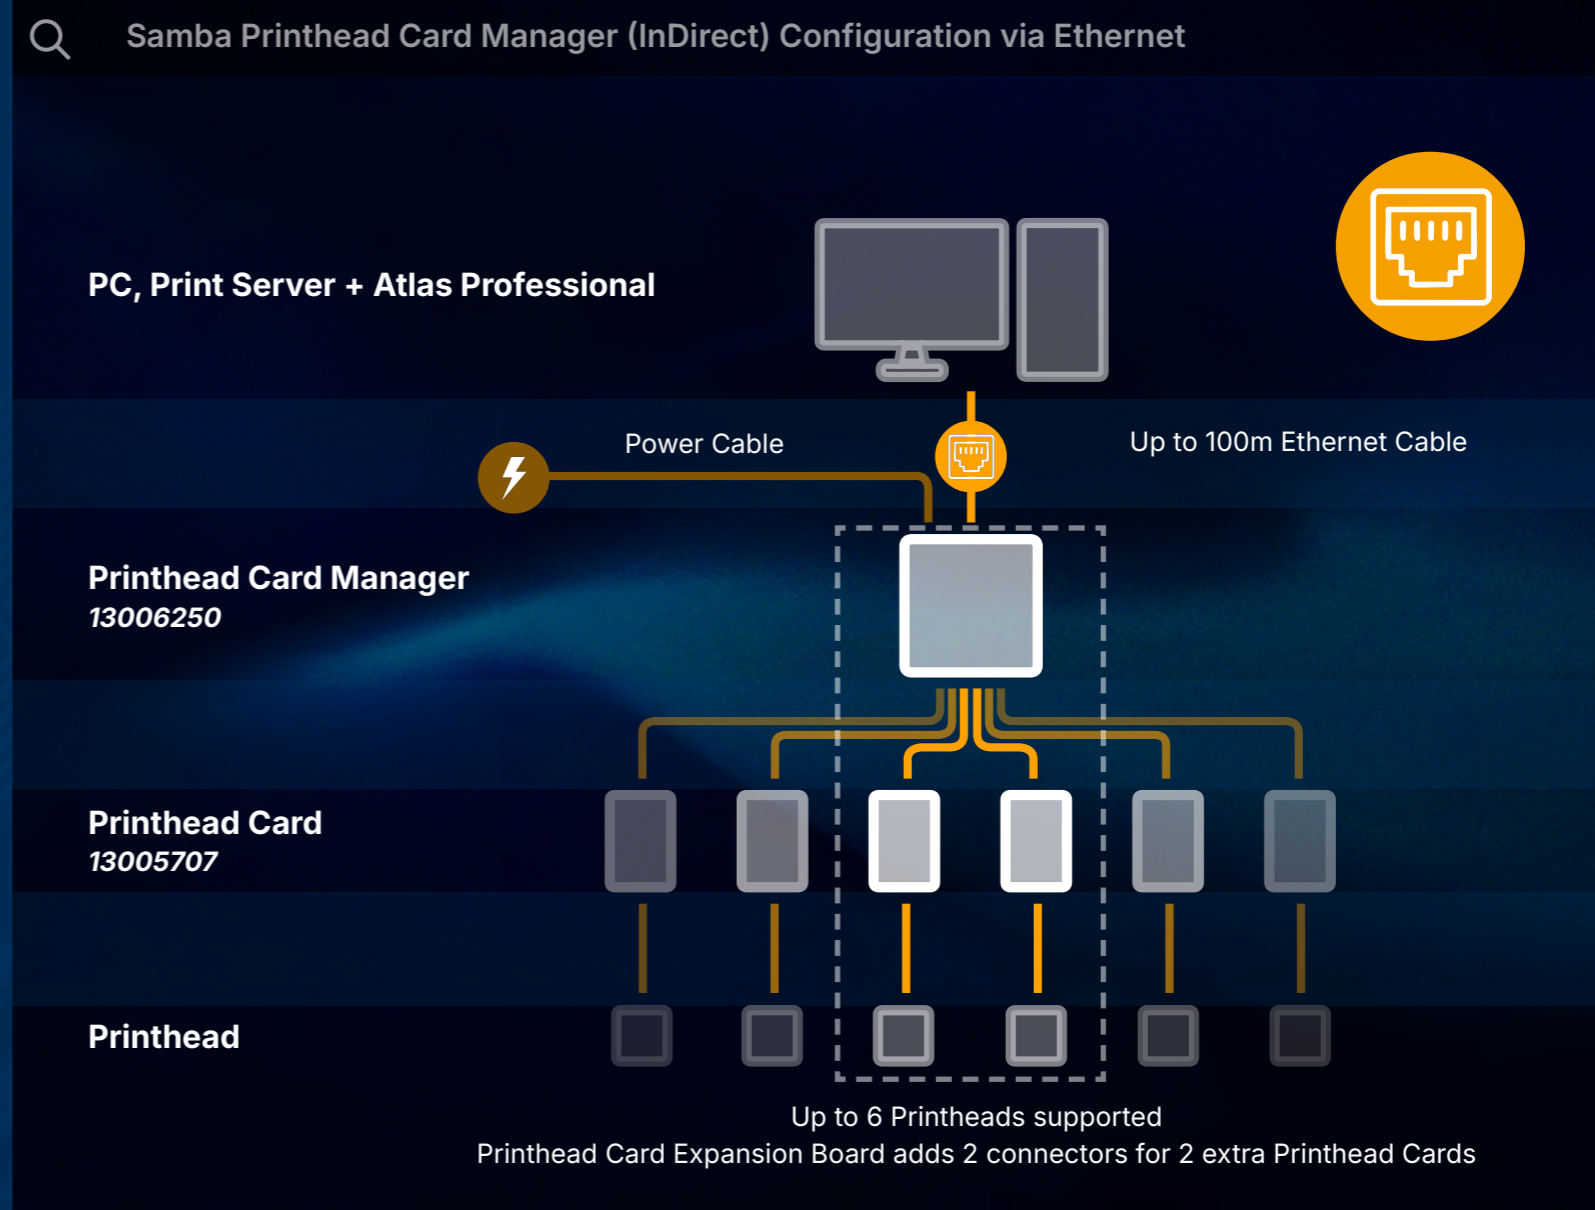 Samba Printhead Card Manager (InDirect) Configuration via Ethernet
PC, Print Server + Atlas Professional
Power Cable
Up to 100m Ethernet Cable
Printhead Card Manager
13006250
Printhead Card
13005707
Printhead
Up to 6 Printheads supported
Printhead Card Expansion Board adds 2 connectors for 2 extra Printhead Cards